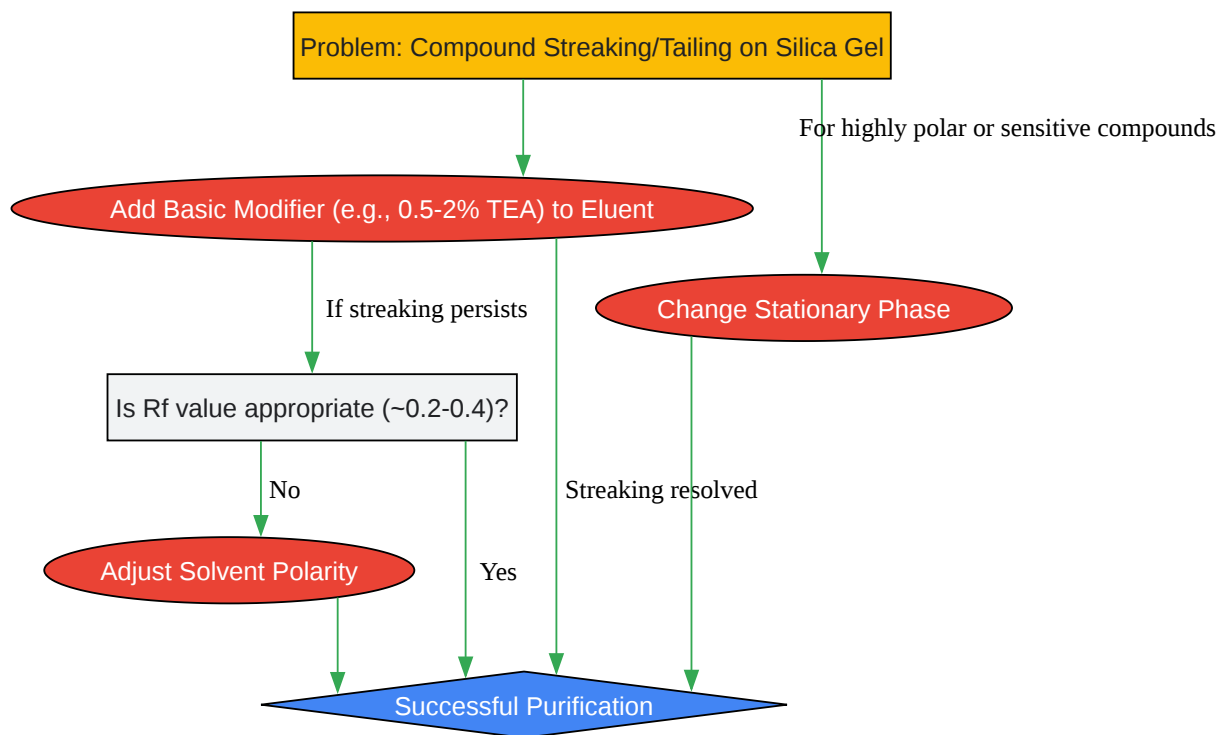 Problem: Compound Streaking/Tailing on Silica Gel
For highly polar or sensitive compounds
Add Basic Modifier (e.g., 0.5-2% TEA) to Eluent
If streaking persists
Change Stationary Phase
Is Rf value appropriate (~0.2-0.4)?
No
Streaking resolved
Adjust Solvent Polarity
Yes
Successful Purification